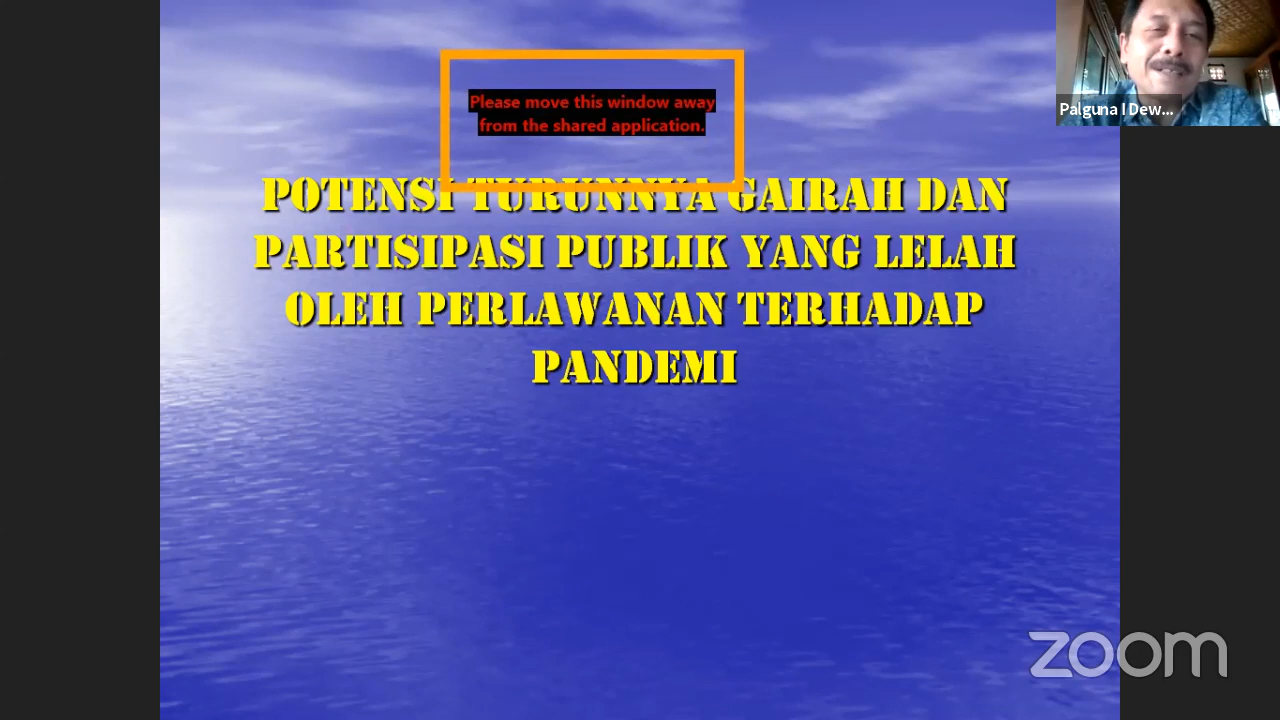 Please move this window away
from the shared application.
Palguna I Dew...
POTENSI TURUNNYA GAIRAH DAN
PARTISIPASI PUBLIK YANG LELAH
OLEH PERLAWANAN TERHADAP
PANDEMI
zoom